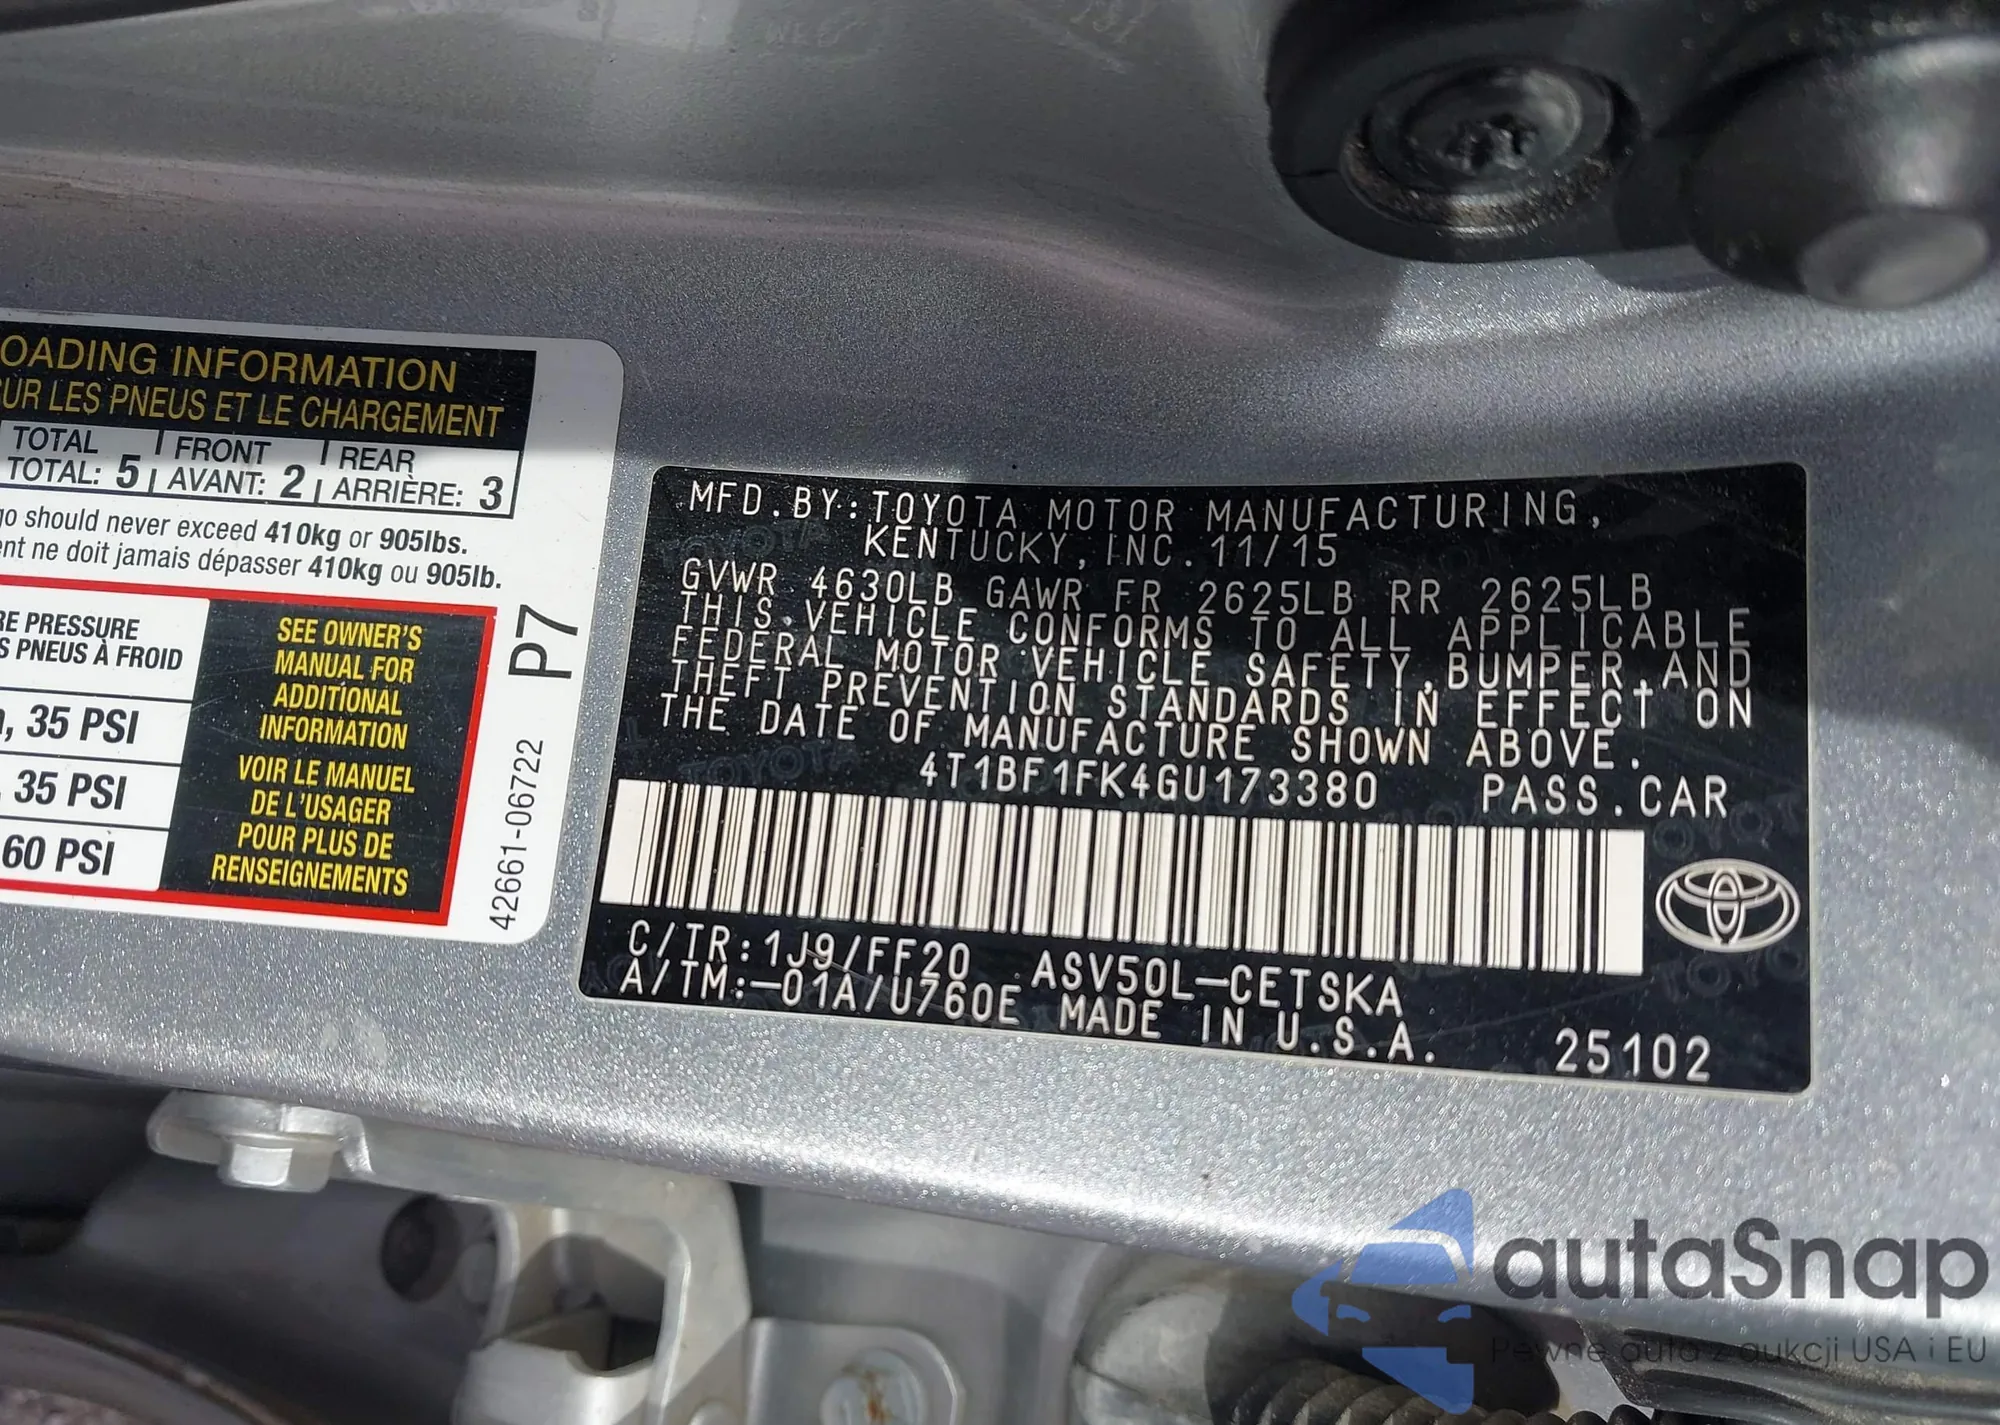 OADING INFORMATION
UR LES PNEUS ET LE CHARGEMENT
TOTAL FRONT REAR
TOTAL: 5 AVANT: 2 ARRIÈRE: 3
go should never exceed 410kg or 905lbs.
ent ne doit jamais dépasser 410kg ou 905lb.
RE PRESSURE
S PNEUS À FROID
, 35 PSI
, 35 PSI
60 PSI
SEE OWNER'S
MANUAL FOR
ADDITIONAL
INFORMATION
VOIR LE MANUEL
DE L'USAGER
POUR PLUS DE
RENSEIGNEMENTS
42661-06722 P7
MFD.BY:TOYOTA MOTOR MANUFACTURING,
KENTUCKY, INC. 11/15
GVWR 4630LB GAWR FR 2625LB RR 2625LB
THIS VEHICLE CONFORMS TO ALL APPLICABLE
FEDERAL MOTOR VEHICLE SAFETY, BUMPER, AND
THEFT PREVENTION STANDARDS IN EFFECT ON
THE DATE OF MANUFACTURE SHOWN ABOVE.
4T1BF1FK4GU173380 PASS.CAR
C/TR:1J9/FF20 ASV50L-CETSKA
A/TM:-01A/U760E MADE IN U.S.A.
25102
autaSnap
Pewne auta z aukcji USA i EU